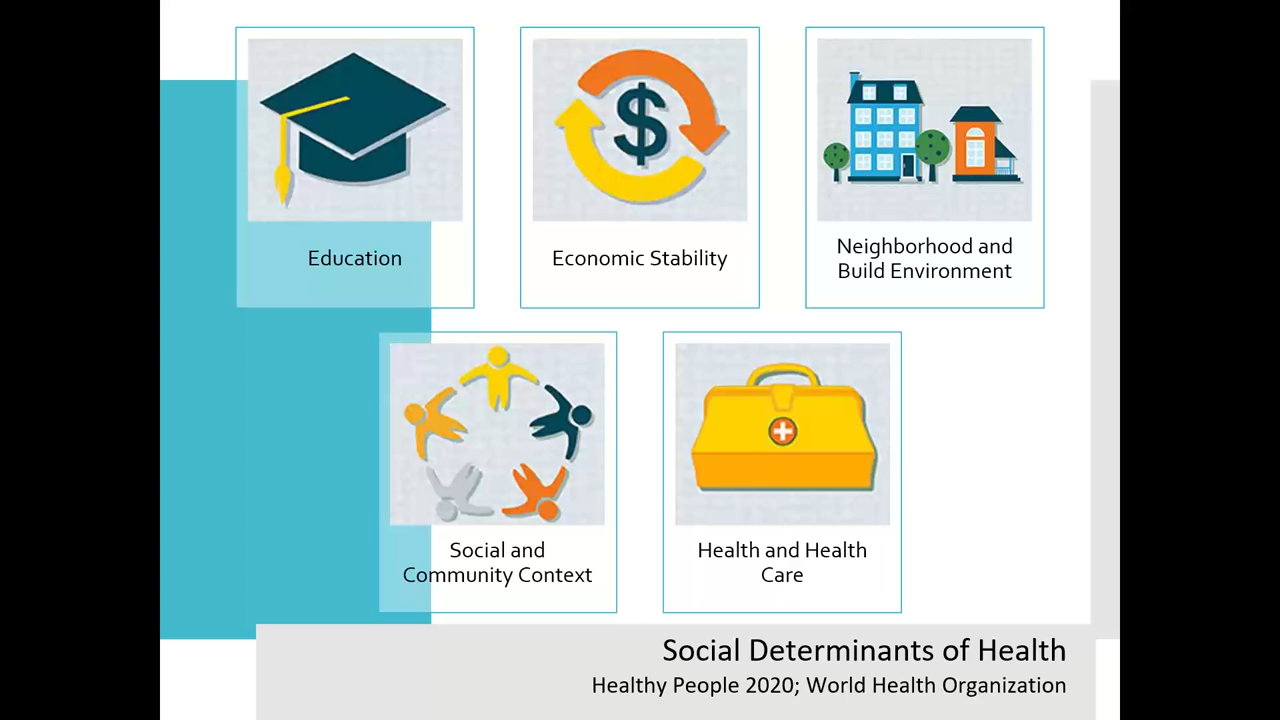 Education
Economic Stability
$
Neighborhood and
Build Environment
Social and
Community Context
Health and Health
Care
Social Determinants of Health
Healthy People 2020; World Health Organization